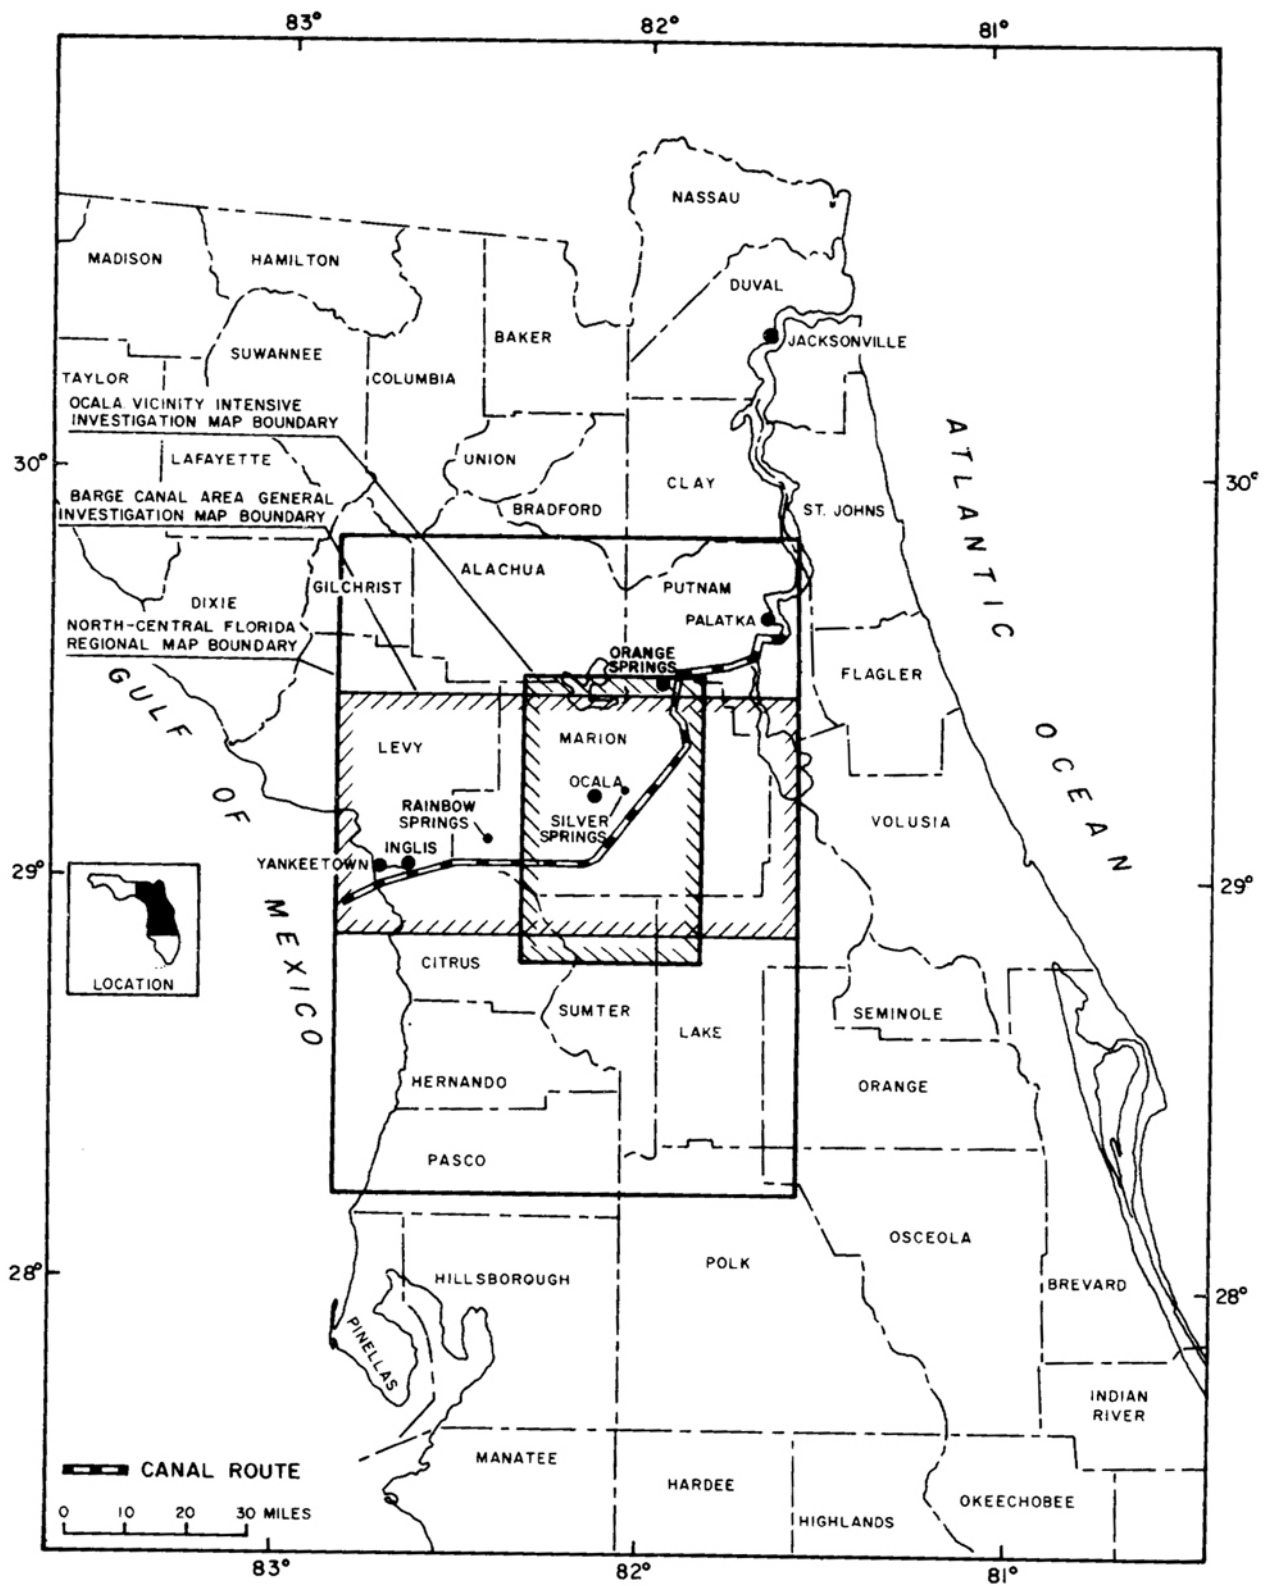 83°
82°
81°
NASSAU
MADISON
HAMILTON
DUVAL
BAKER
JACKSONVILLE
SUWANNEE
TAYLOR
COLUMBIA
OCALA VICINITY INTENSIVE
INVESTIGATION MAP BOUNDARY
30°
LAFAYETTE
UNION
CLAY
30°
BARGE CANAL AREA GENERAL
INVESTIGATION MAP BOUNDARY
BRADFORD
ST. JOHNS
ATLANTIC
OCEAN
ALACHUA
GILCHRIST
PUTNAM
DIXIE
PALATKA
NORTH-CENTRAL FLORIDA
REGIONAL MAP BOUNDARY
ORANGE
SPRINGS
FLAGLER
GULF
OF
MEXICO
LEVY
MARION
OCALA
RAINBOW
SPRINGS
SILVER
SPRINGS
VOLUSIA
INGLIS
YANKEETOWN
29°
29°
LOCATION
CITRUS
SUMTER
LAKE
SEMINOLE
HERNANDO
ORANGE
PASCO
OSCEOLA
POLK
28°
HILLSBOROUGH
BREVARD
28°
PINELLAS
INDIAN
RIVER
MANATEE
CANAL ROUTE
HARDEE
OKEECHOBEE
0 10 20 30 MILES
HIGHLANDS
83°
82°
81°